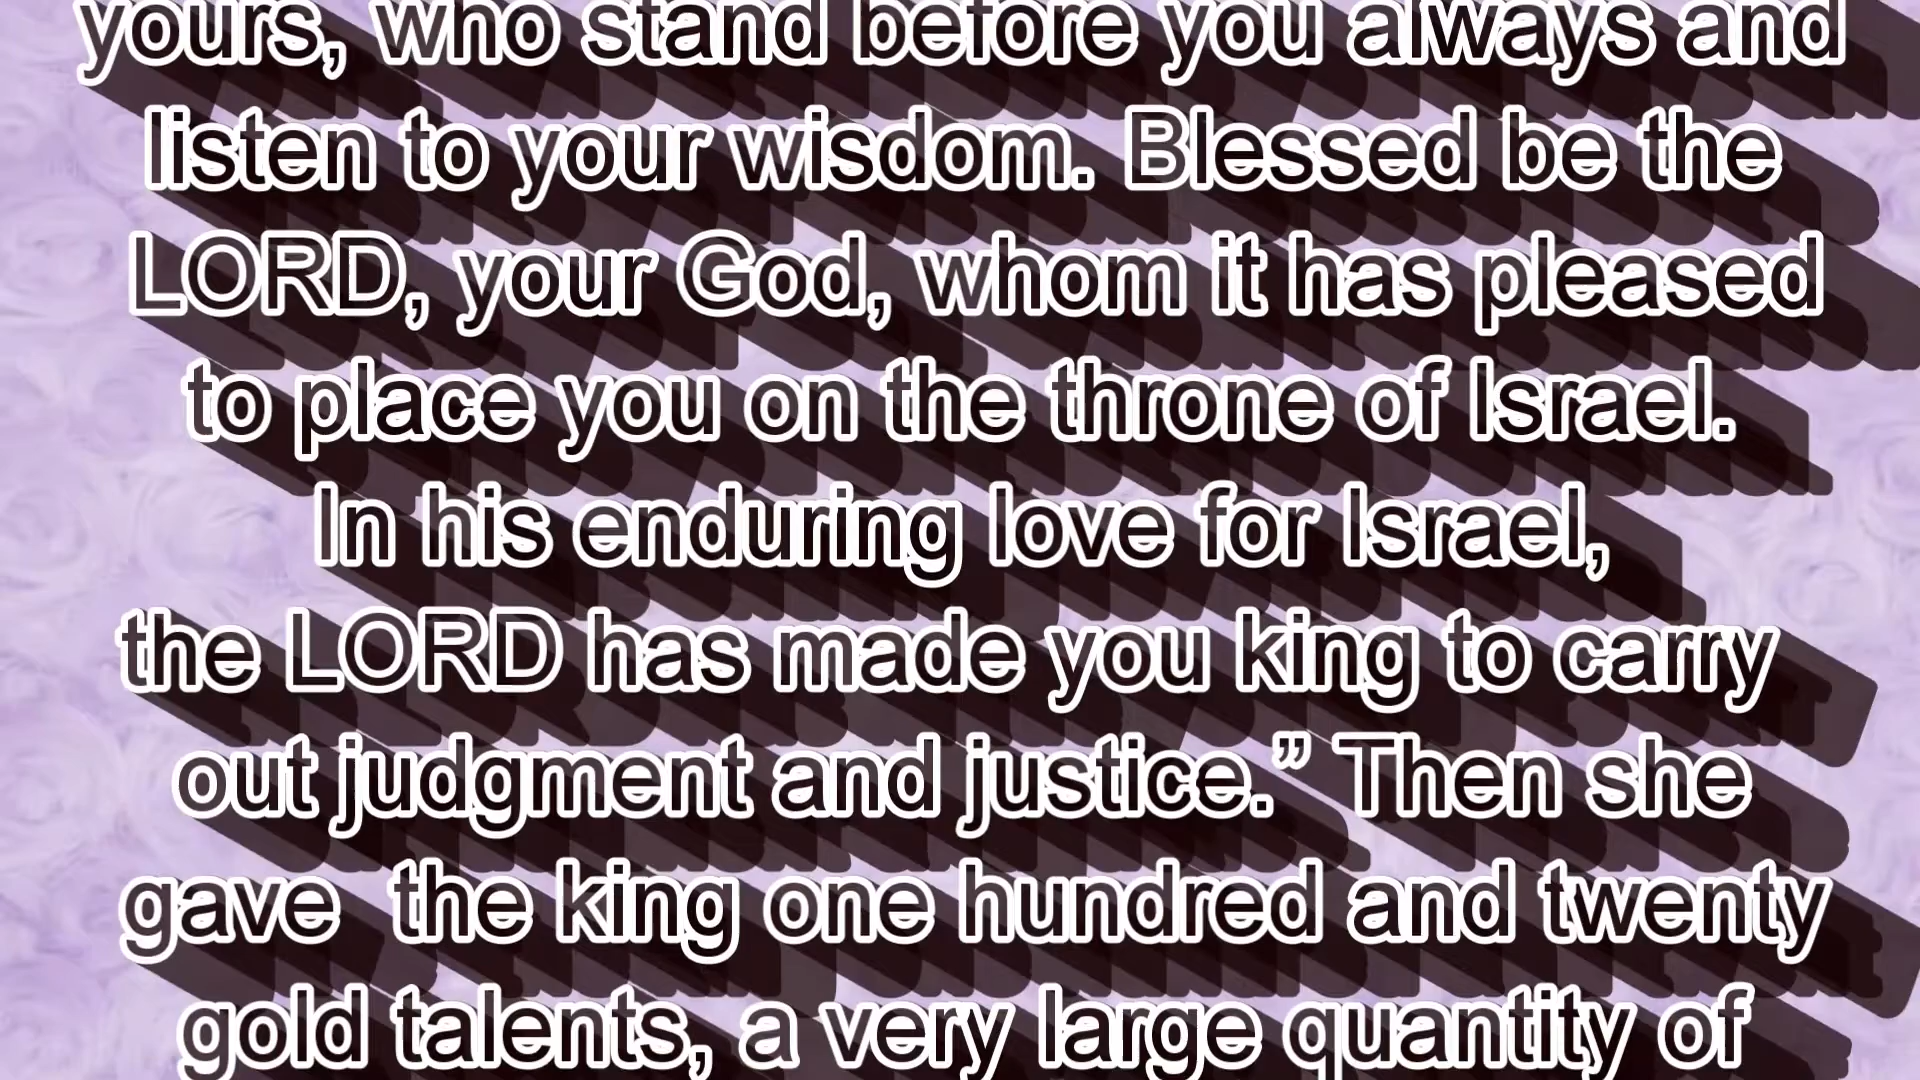 yours, who stand before you always and
listen to your wisdom. Blessed be the
LORD, your God, whom it has pleased
to place you on the throne of Israel.
In his enduring love for Israel,
the LORD has made you king to carry
out judgment and justice.” Then she
gave  the king one hundred and twenty
gold talents, a very large quantity of